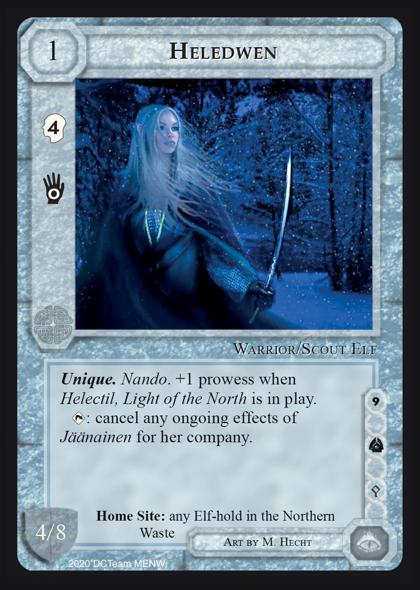 1
HELEDWEN
4
WARRIOR/SCOUT ELF
Unique. Nando. +1 prowess when
Helectil, Light of the North is in play.
: cancel any ongoing effects of
Jäänainen for her company.
9
Home Site: any Elf-hold in the Northern
Waste
4/8
ART BY M. HECHT
2020 DCTeam MENW